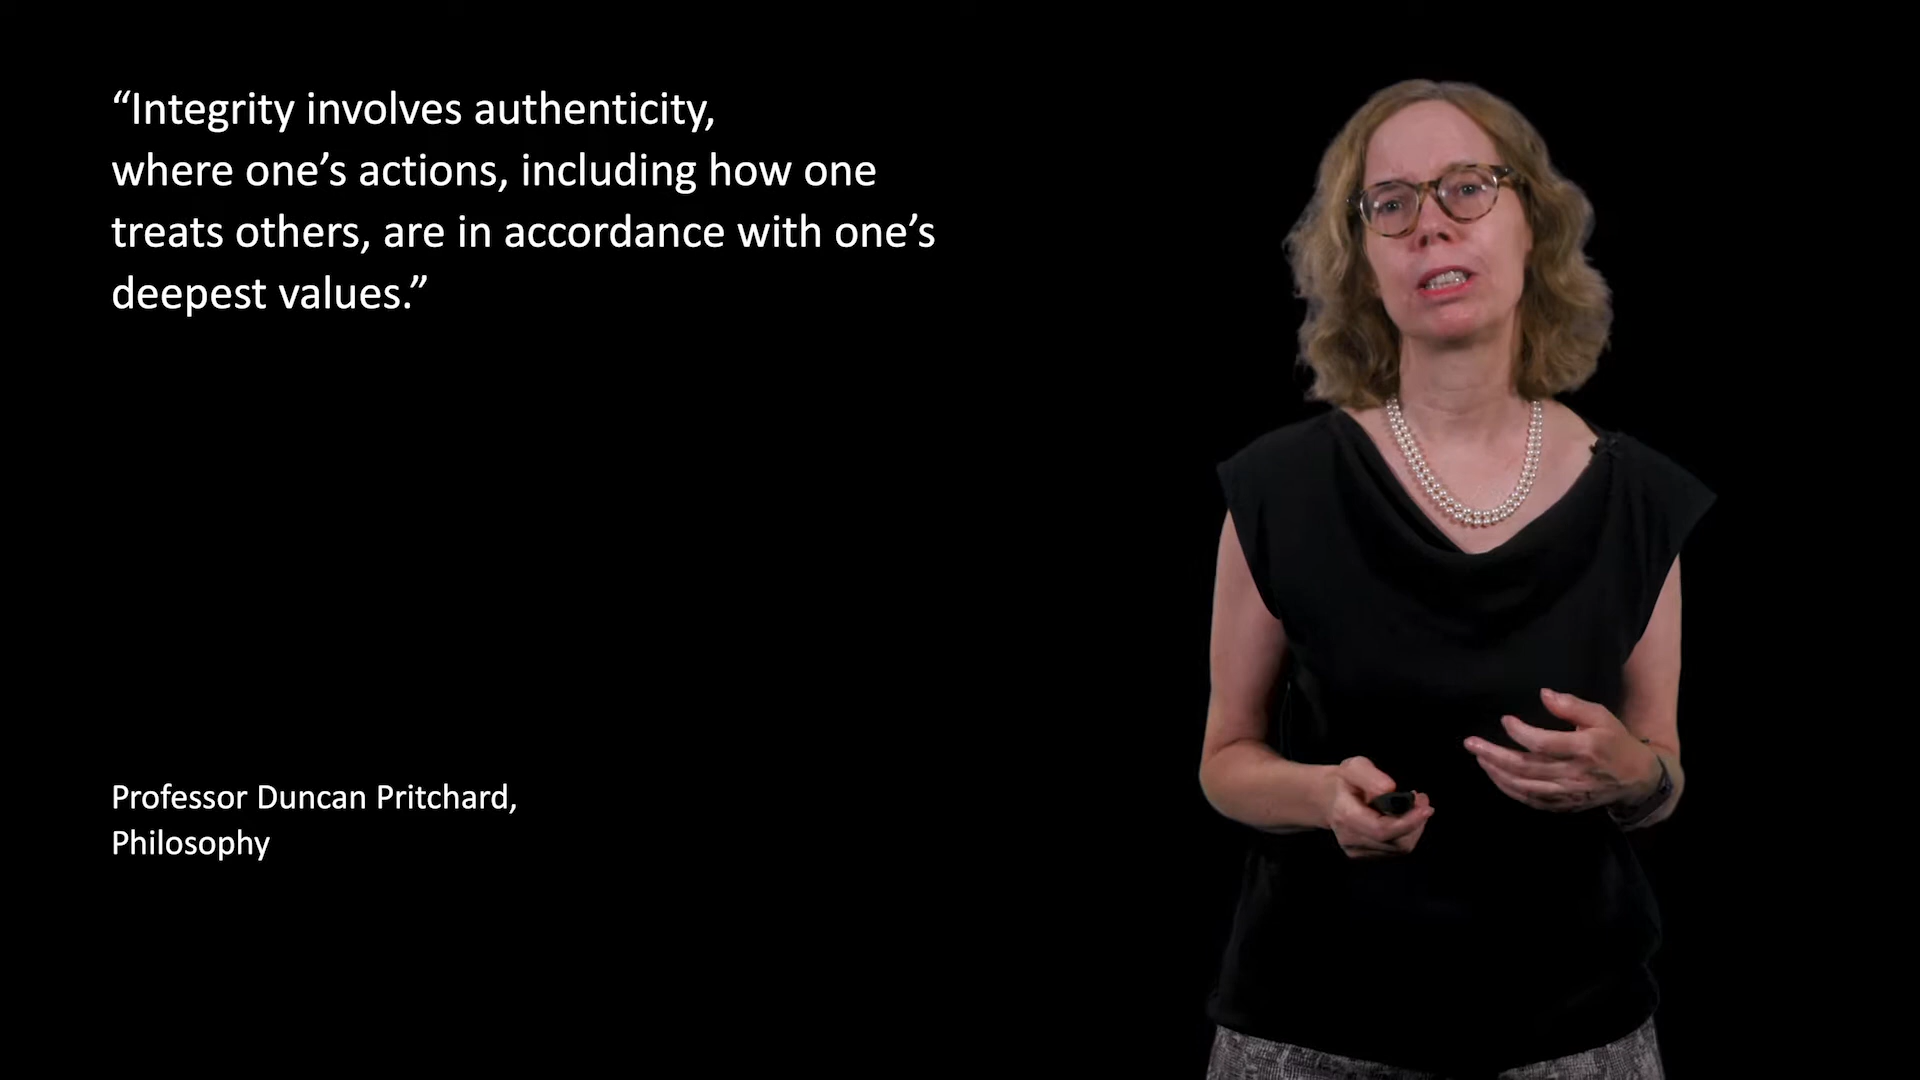 “Integrity involves authenticity,
where one’s actions, including how one
treats others, are in accordance with one’s
deepest values.”
Professor Duncan Pritchard,
Philosophy